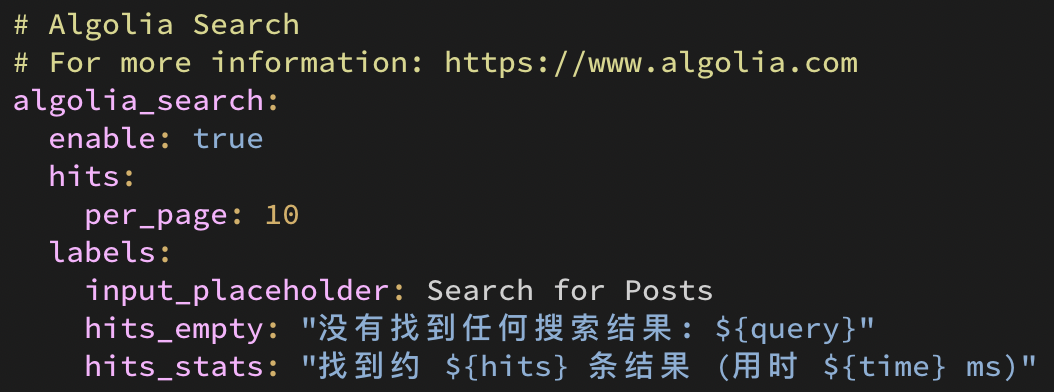 # Algolia Search
# For more information: https://www.algolia.com
algolia_search:
  enable: true
  hits:
    per_page: 10
  labels:
    input_placeholder: Search for Posts
    hits_empty: "没有找到任何搜索结果: ${query}"
    hits_stats: "找到约 ${hits} 条结果 (用时 ${time} ms)"